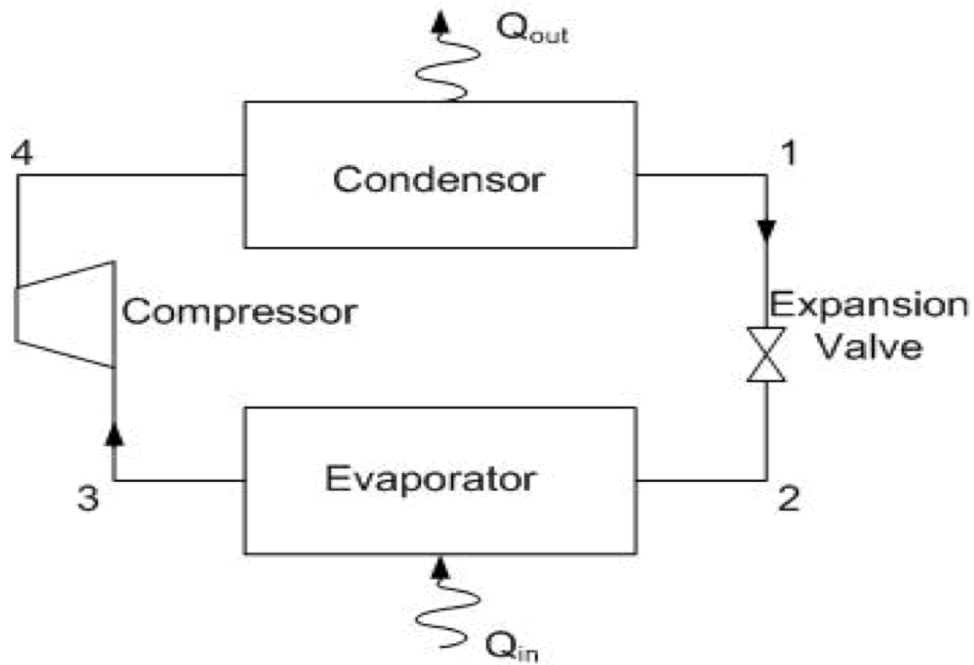 Qout
4
1
Condensor
Compressor
Expansion
Valve
Evaporator
3
2
Qin